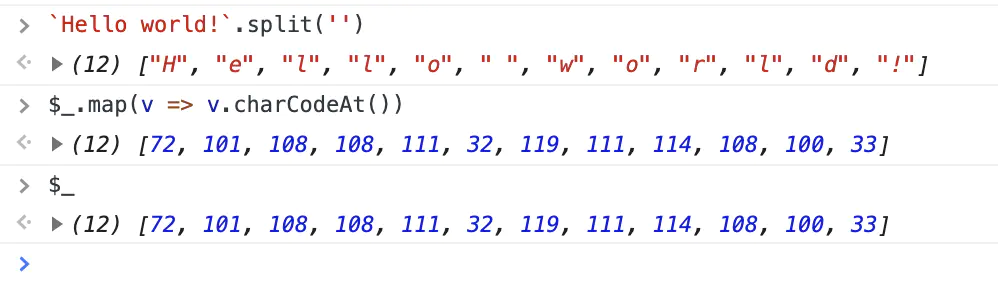 > `Hello world!`.split('')
<· ▶ (12) ["H", "e", "l", "l", "o", " ", "w", "o", "r", "l", "d", "!"]
> $_.map(v => v.charCodeAt())
<· ▶ (12) [72, 101, 108, 108, 111, 32, 119, 111, 114, 108, 100, 33]
> $_
<· ▶ (12) [72, 101, 108, 108, 111, 32, 119, 111, 114, 108, 100, 33]
>